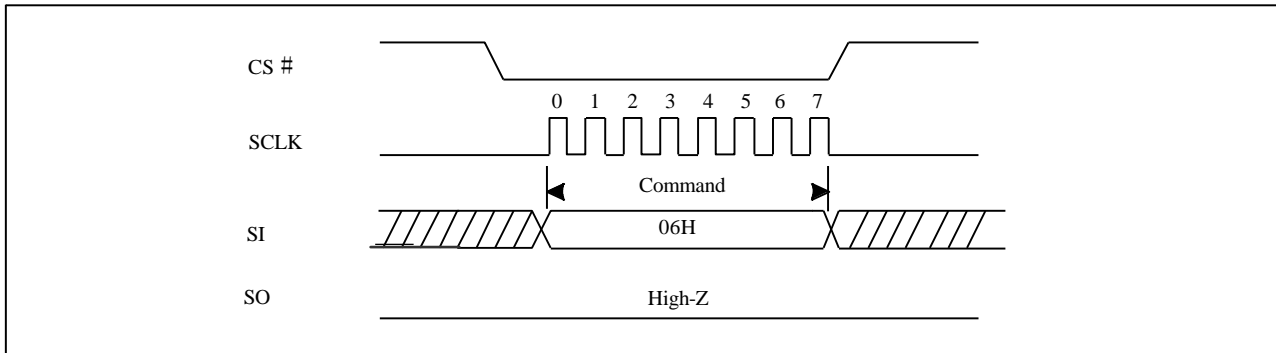 CS #
0 1 2 3 4 5 6 7
SCLK
Command
SI
06H
SO
High-Z